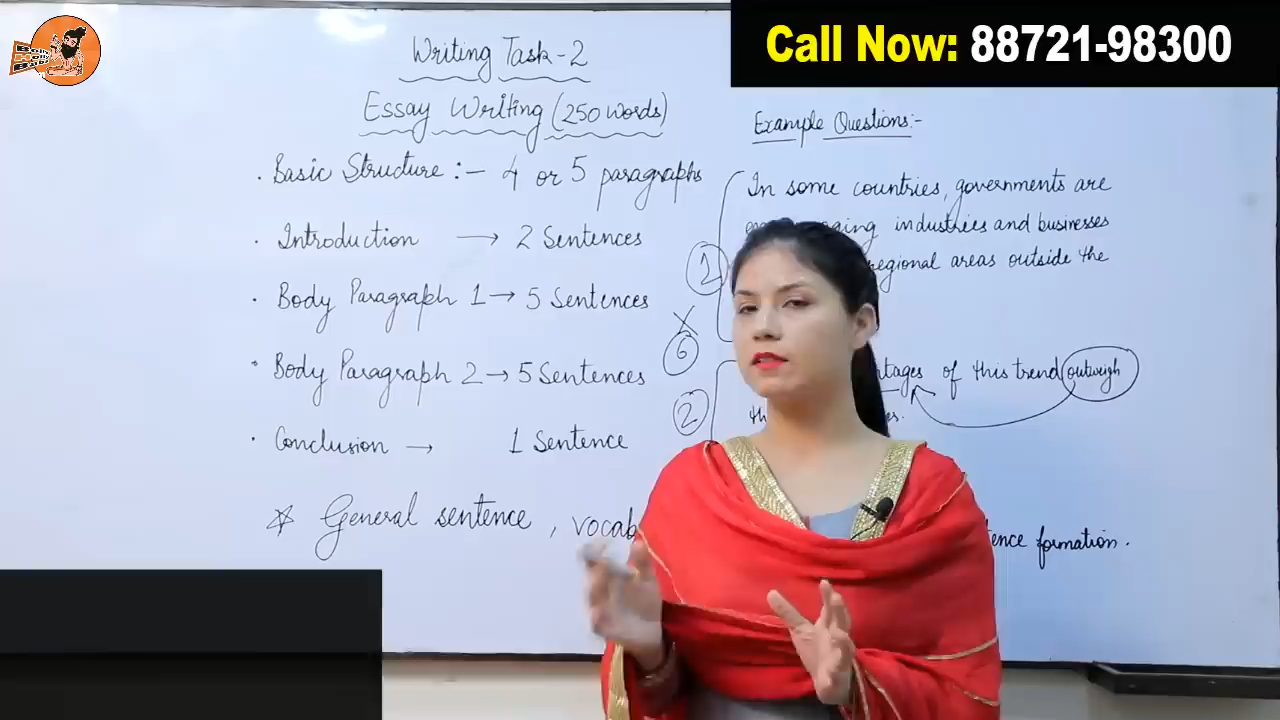 Call Now: 88721-98300
Writing Task-2
Essay Writing (250 words)
. Basic Structure :- 4 or 5 paragraphs
. Introduction → 2 Sentences
. Body Paragraph 1 → 5 Sentences
. Body Paragraph 2 → 5 Sentences
. Conclusion → 1 Sentence
☆ General sentence, vocab
Example Questions:-
1
In some countries, governments are
industries and businesses
regional areas outside the
X
6
2
of this trend outweigh
formation.